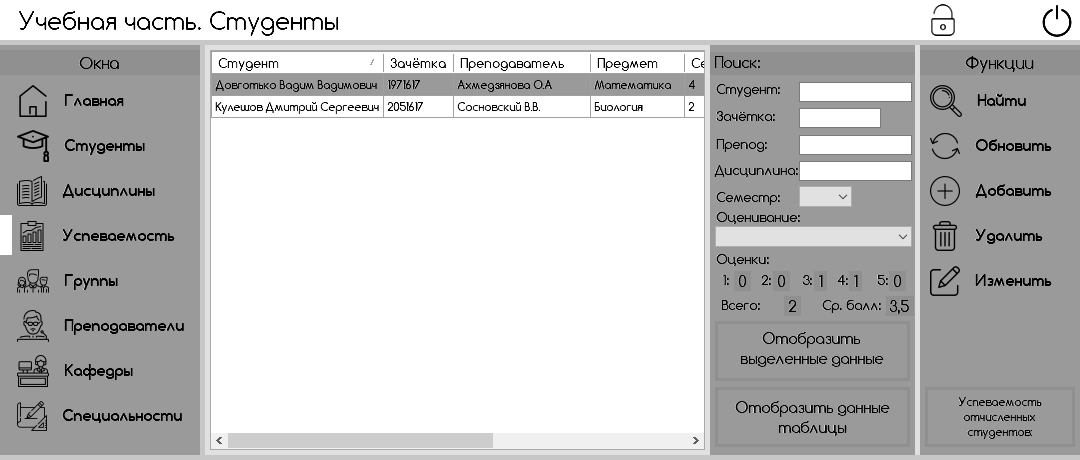 Учебная часть. Студенты
Окна
Главная
Студенты
Дисциплины
Успеваемость
Группы
Преподаватели
Кафедры
Специальности
Студент Зачётка Преподаватель Предмет Се
Довготько Вадим Вадимович 1971617 Ахмедзянова О.А Математика 4
Кулешов Дмитрий Сергеевич 2051617 Сосновский В.В. Биология 2
Поиск:
Студент:
Зачётка:
Препод:
Дисциплина:
Семестр:
Оценивание:
Оценки:
1: 0 2: 0 3: 1 4: 1 5: 0
Всего: 2 Ср. балл: 3,5
Отобразить
выделенные данные
Отобразить данные
таблицы
Функции
Найти
Обновить
Добавить
Удалить
Изменить
Успеваемость
отчисленных
студентов: